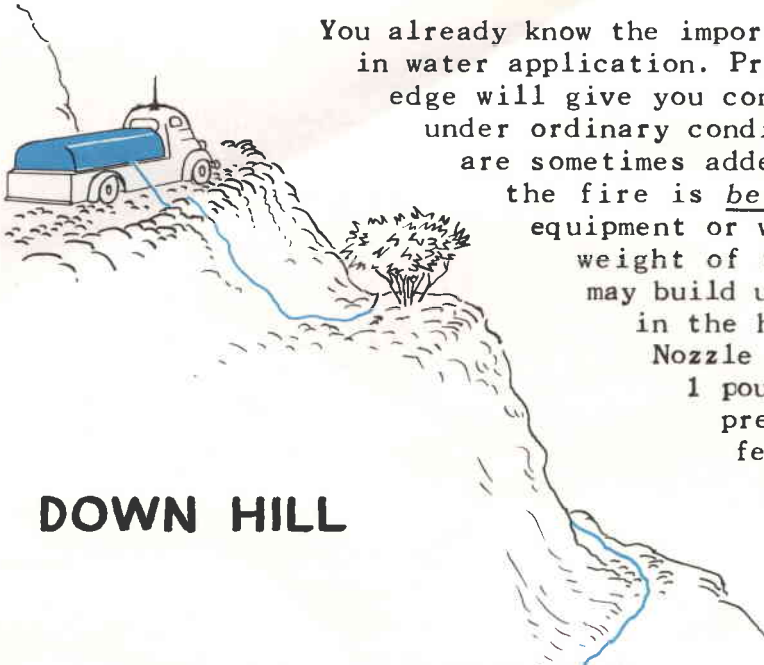 You already know the impor
in water application. Pr
edge will give you con
under ordinary condi
are sometimes adde
the fire is be
equipment or w
weight of
may build u
in the h
Nozzle
1 pou
pre
fe
DOWN HILL